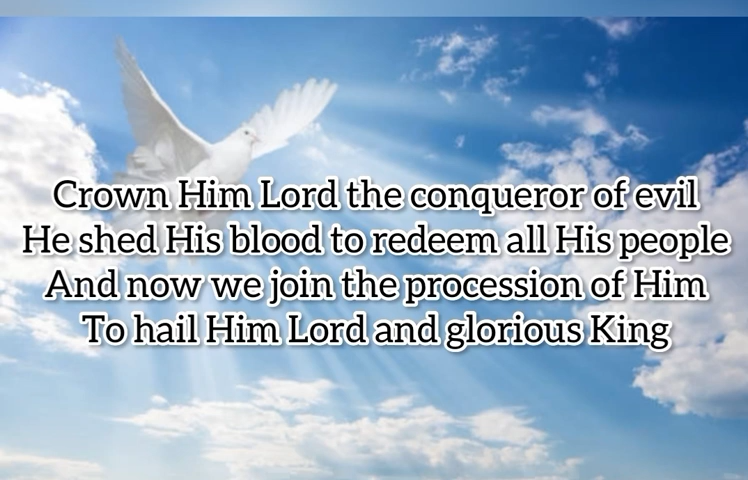 Crown Him Lord the conqueror of evil
He shed His blood to redeem all His people
And now we join the procession of Him
To hail Him Lord and glorious King